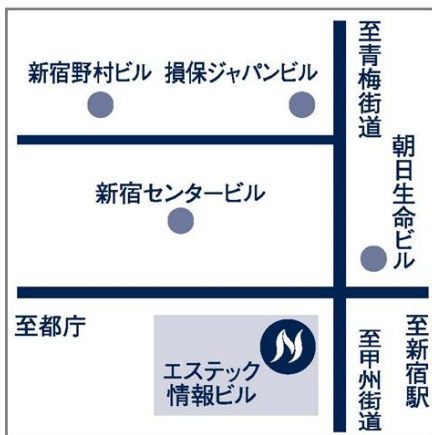 新宿野村ビル
損保ジャパンビル
至青梅街道
朝日生命ビル
新宿センタービル
至都庁
エステック
情報ビル
至甲州街道
至新宿駅